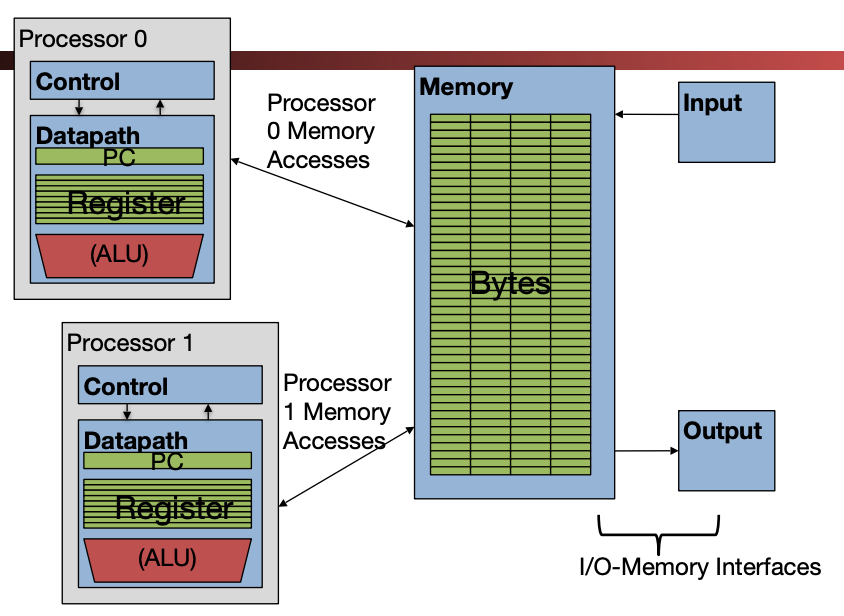 Processor 0
Control
Datapath
PC
Register
(ALU)
Processor
0 Memory
Accesses
Memory
Bytes
Input
Processor 1
Control
Datapath
PC
Register
(ALU)
Processor
1 Memory
Accesses
Output
I/O-Memory Interfaces